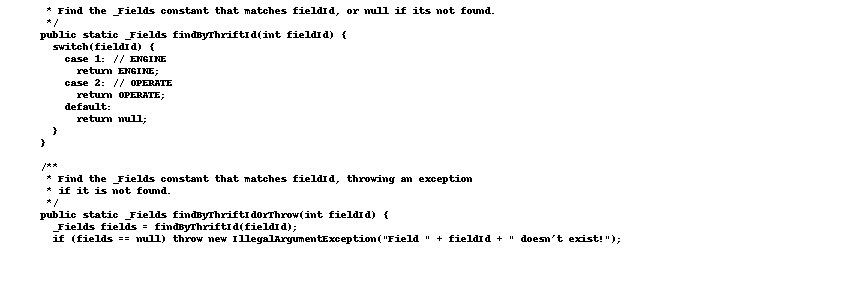 * Find the _Fields constant that matches fieldId, or null if its not found.
*/
public static _Fields findByThriftId(int fieldId) {
switch(fieldId) {
case 1: // ENGINE
return ENGINE;
case 2: // OPERATE
return OPERATE;
default:
return null;
}
}
/**
* Find the _Fields constant that matches fieldId, throwing an exception
* if it is not found.
*/
public static _Fields findByThriftIdOrThrow(int fieldId) {
_Fields fields = findByThriftId(fieldId);
if (fields == null) throw new IllegalArgumentException("Field " + fieldId + " doesn't exist!");